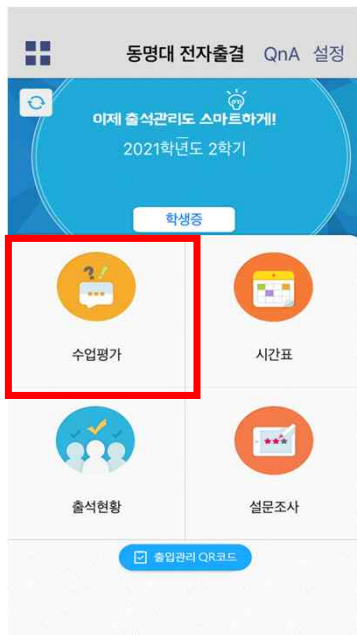 동명대 전자출결 QnA 설정
이제 출석관리도 스마트하게!
2021학년도 2학기
학생증
수업평가
시간표
출석현황
설문조사
출입관리 QR코드